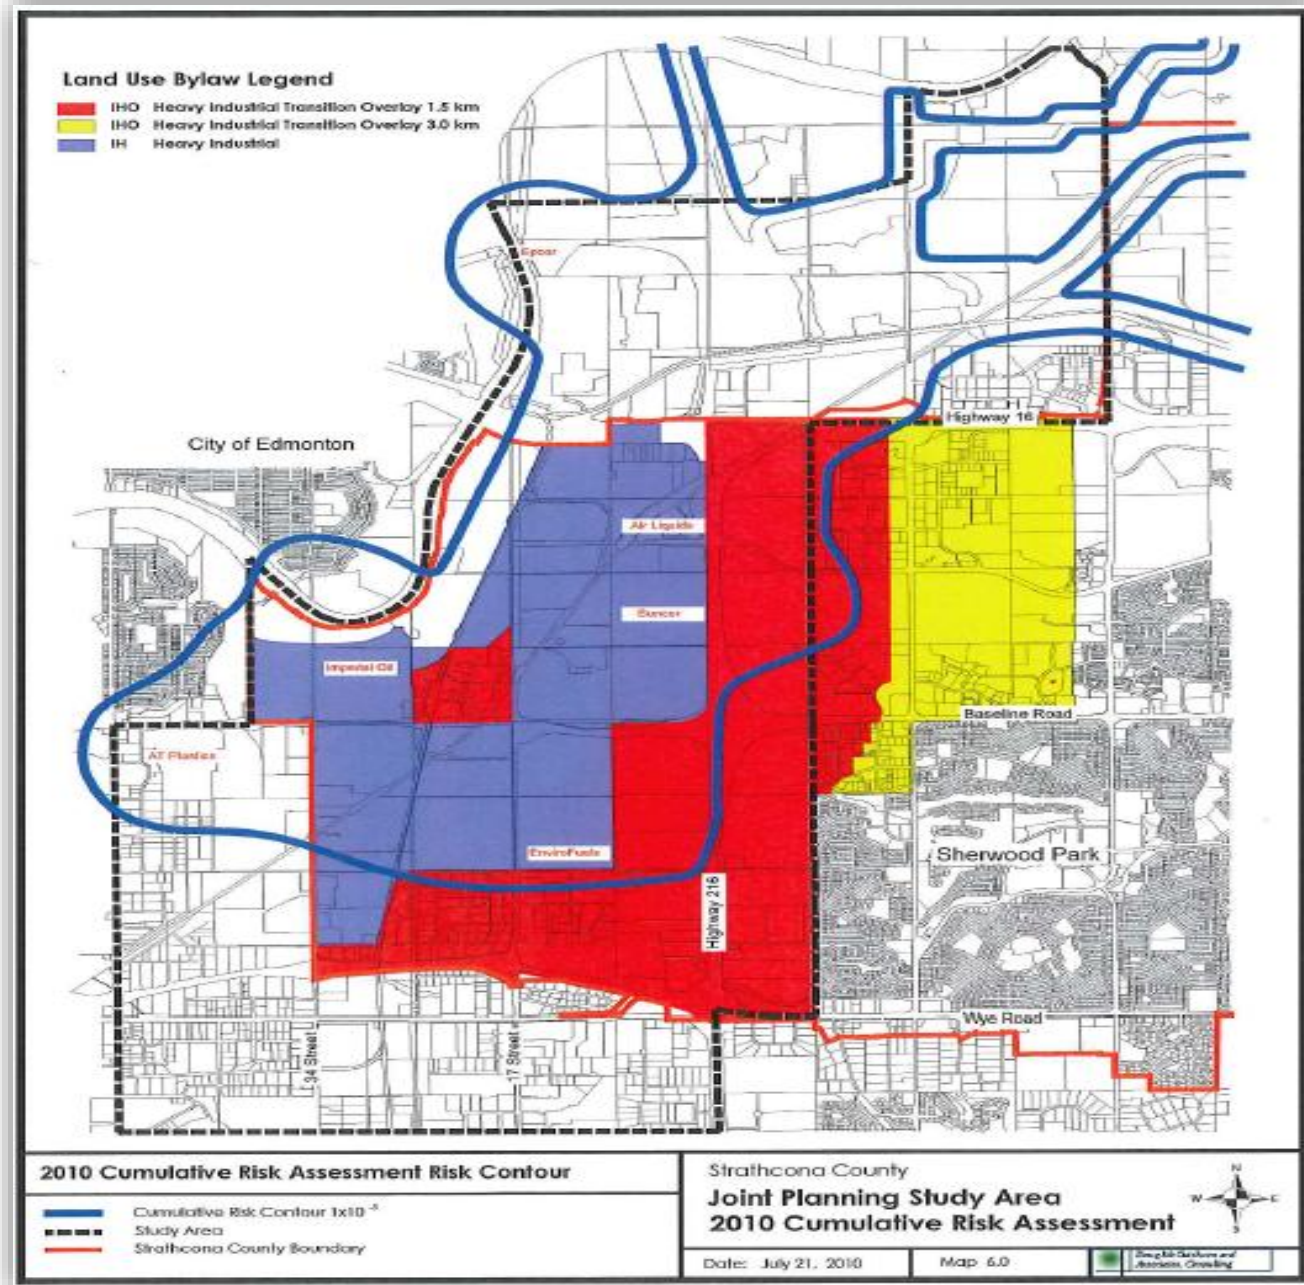 Land Use Bylaw Legend
IHO Heavy Industrial Transition Overlay 1.5 km
IHO Heavy Industrial Transition Overlay 3.0 km
IH Heavy Industrial
Epcor
City of Edmonton
Highway 16
Air Liquide
Suncor
Imperial Oil
Baseline Road
AT Plastics
EnviroFuels
Sherwood Park
Highway 216
Wye Road
34 Street
17 Street
2010 Cumulative Risk Assessment Risk Contour
Cumulative Risk Contour 1x10
Study Area
Strathcona County Boundary
Strathcona County
Joint Planning Study Area
2010 Cumulative Risk Assessment
Date: July 21, 2010
Map 6.0
N
W E
S
Associates, Consulting